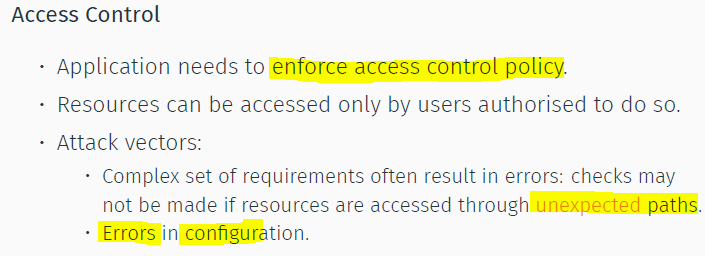 Access Control
• Application needs to enforce access control policy.
• Resources can be accessed only by users authorised to do so.
• Attack vectors:
• Complex set of requirements often result in errors: checks may
not be made if resources are accessed through unexpected paths.
• Errors in configuration.